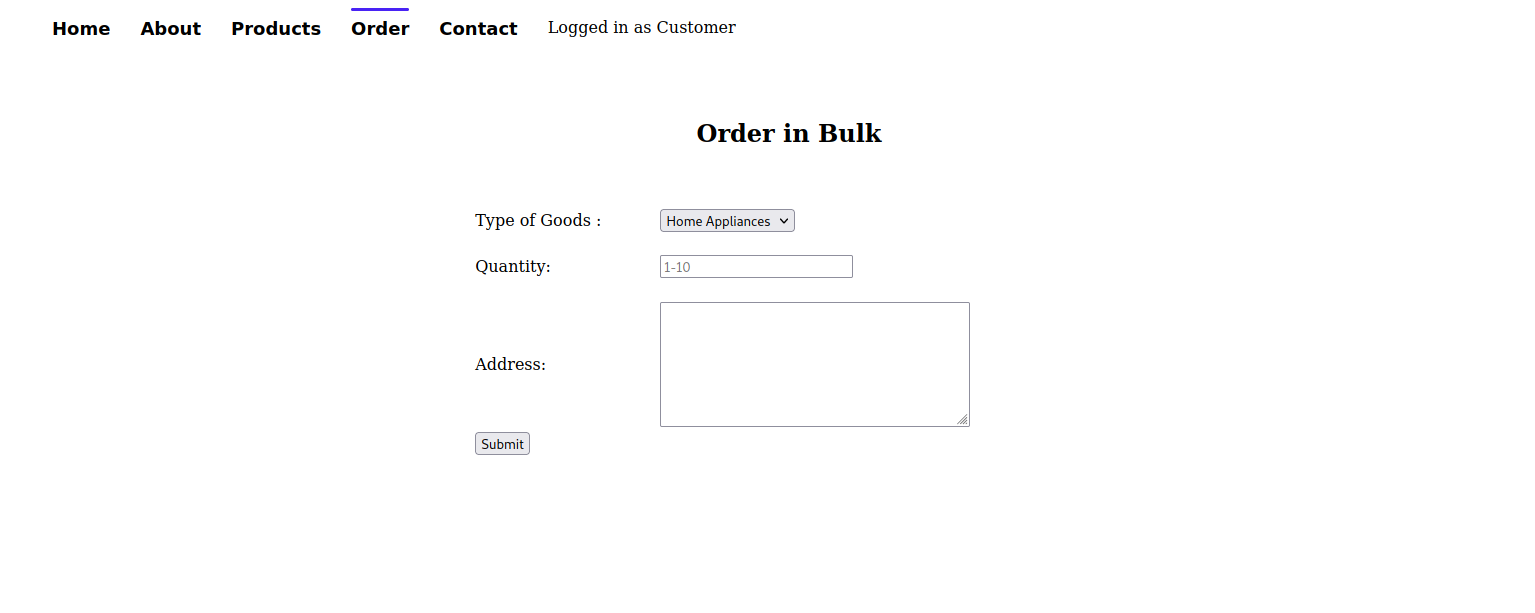 Home About Products Order Contact Logged in as Customer
Order in Bulk
Type of Goods : Home Appliances
Quantity: 1-10
Address:
Submit